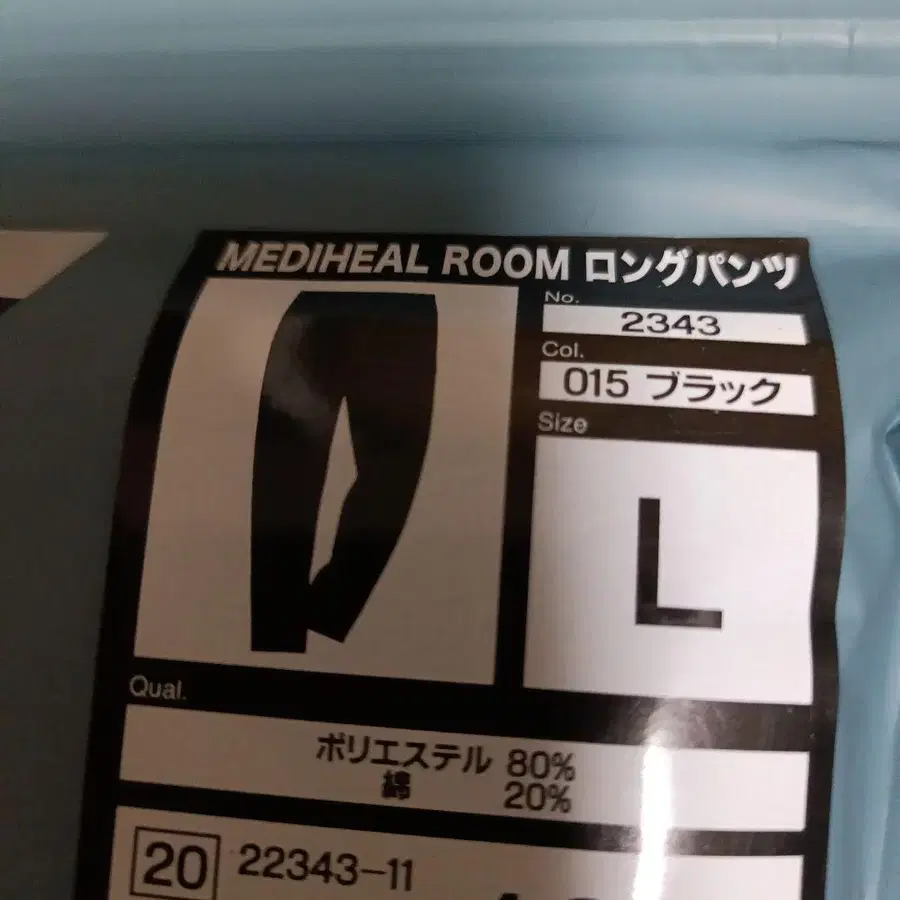 MEDIHEAL ROOM ロングパンツ
No.
2343
Col.
015 ブラック
Size
L
Qual.
ポリエステル 80%
綿 20%
20 22343-11